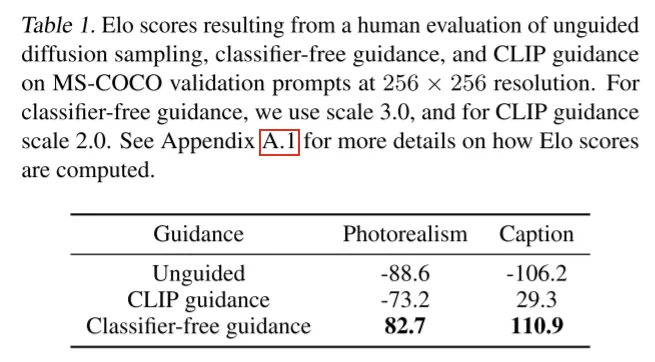 Table 1. Elo scores resulting from a human evaluation of unguided
diffusion sampling, classifier-free guidance, and CLIP guidance
on MS-COCO validation prompts at 256 × 256 resolution. For
classifier-free guidance, we use scale 3.0, and for CLIP guidance
scale 2.0. See Appendix A.1 for more details on how Elo scores
are computed.
Guidance Photorealism Caption
Unguided -88.6 -106.2
CLIP guidance -73.2 29.3
Classifier-free guidance 82.7 110.9